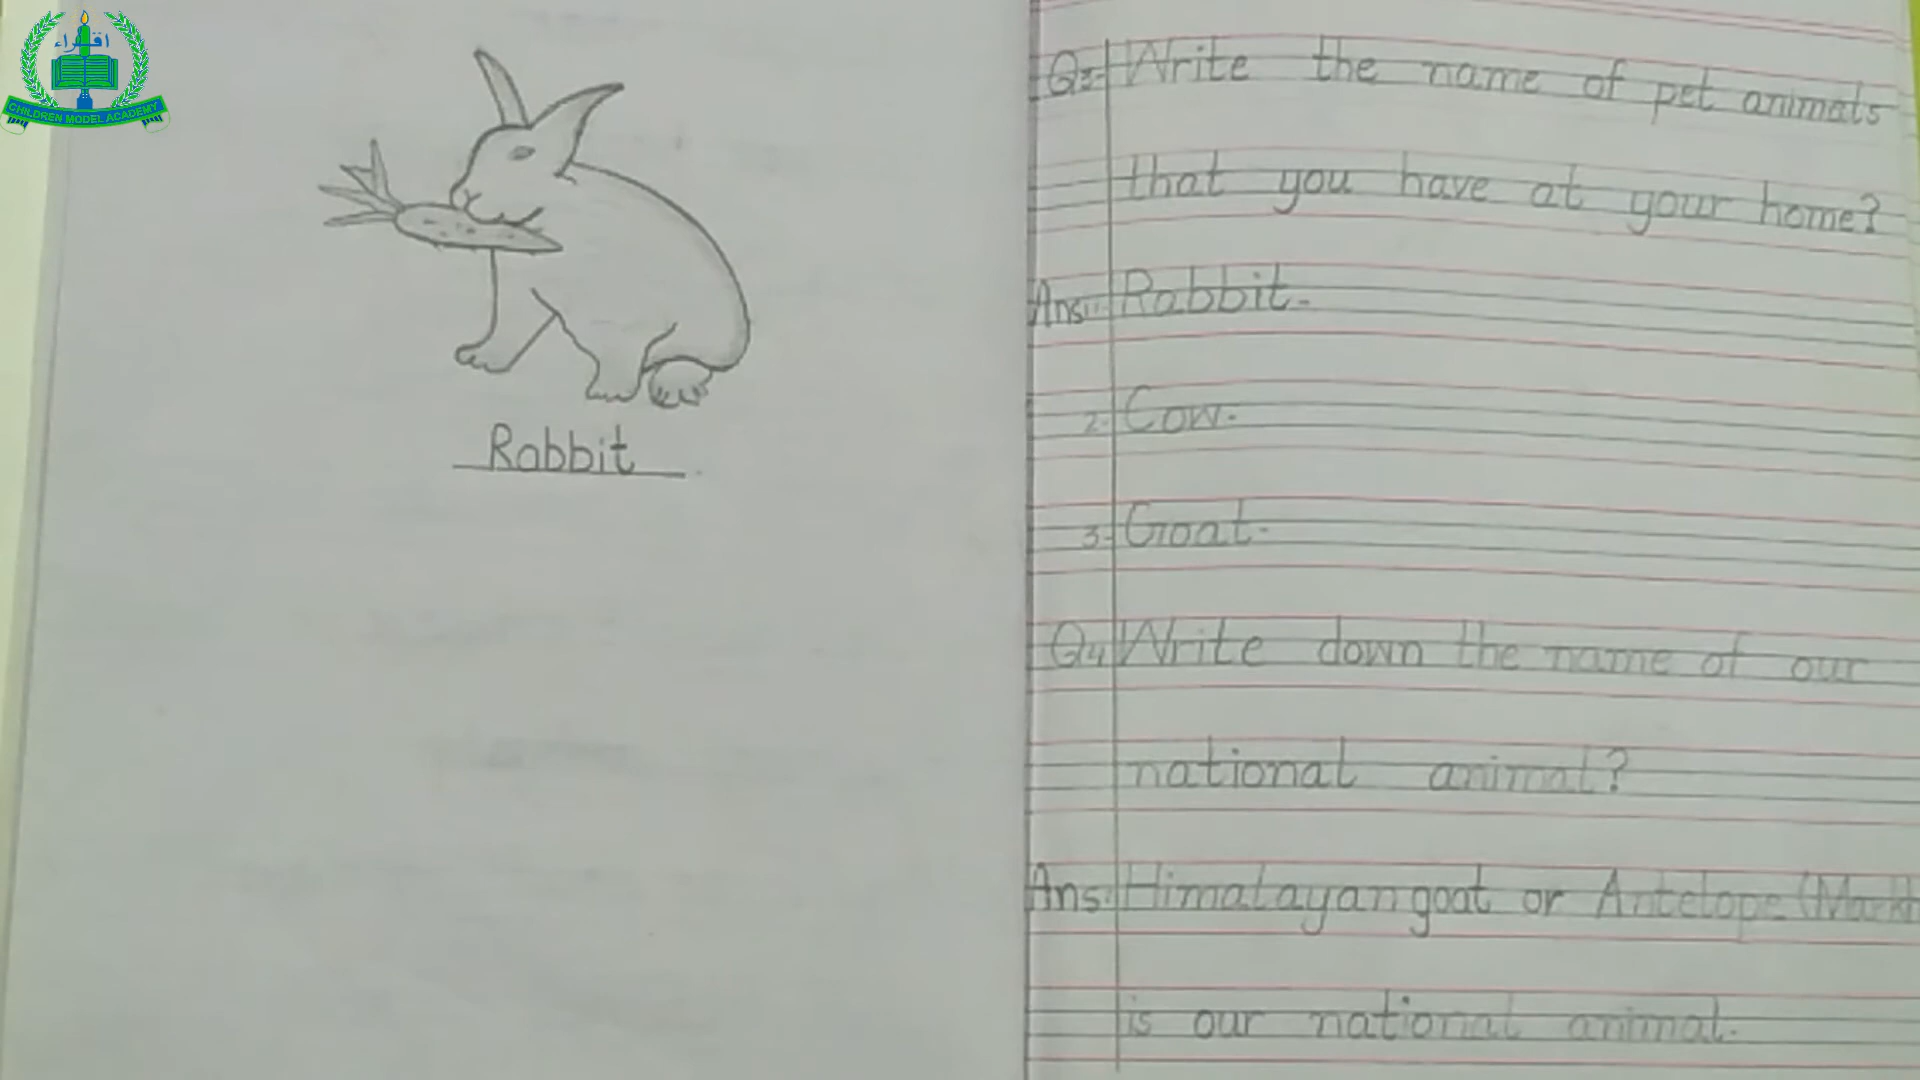 اقراء
CHILDREN MODEL ACADEMY
Rabbit
Q3- Write the name of pet animals
that you have at your home?
Ans:1- Rabbit.
2- Cow.
3- Goat.
Q4 Write down the name of our
national animal?
Ans: Himalayan goat or Antelope (Markh
is our national animal.